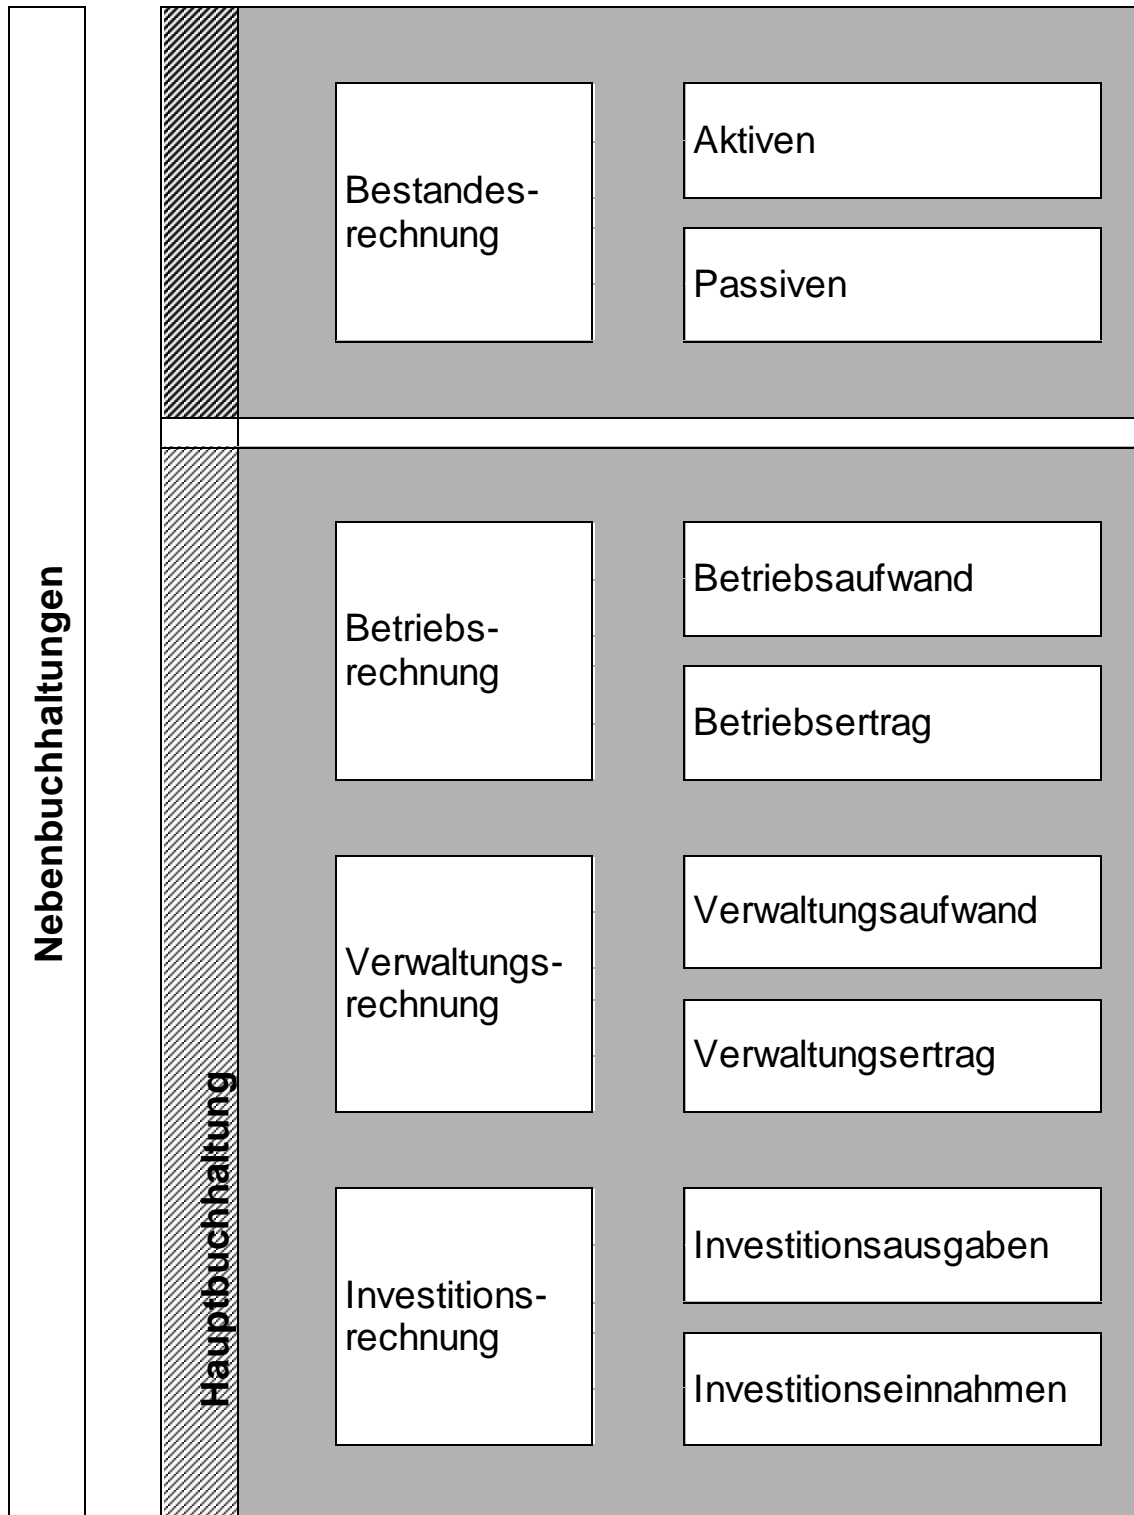 Nebenbuchhaltungen
Hauptbuchhaltung
Bestandes-
rechnung
Aktiven
Passiven
Betriebs-
rechnung
Betriebsaufwand
Betriebsertrag
Verwaltungs-
rechnung
Verwaltungsaufwand
Verwaltungsertrag
Investitions-
rechnung
Investitionsausgaben
Investitionseinnahmen